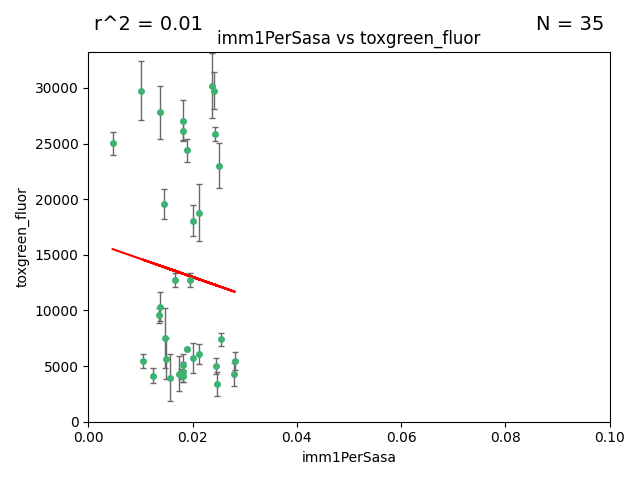 r^2 = 0.01
N = 35
imm1PerSasa vs toxgreen_fluor
30000
25000
20000
15000
10000
5000
0
toxgreen_fluor
0.00 0.02 0.04 0.06 0.08 0.10
imm1PerSasa